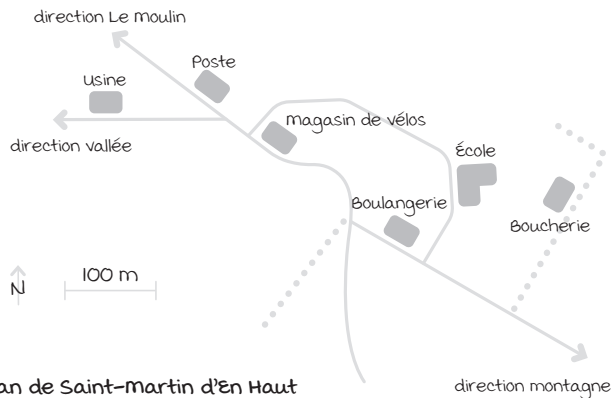 direction Le moulin
Poste
Usine
magasin de vélos
direction vallée
École
Boulangerie
Boucherie
100 m
N
an de Saint-martin d'En Haut
direction montagne